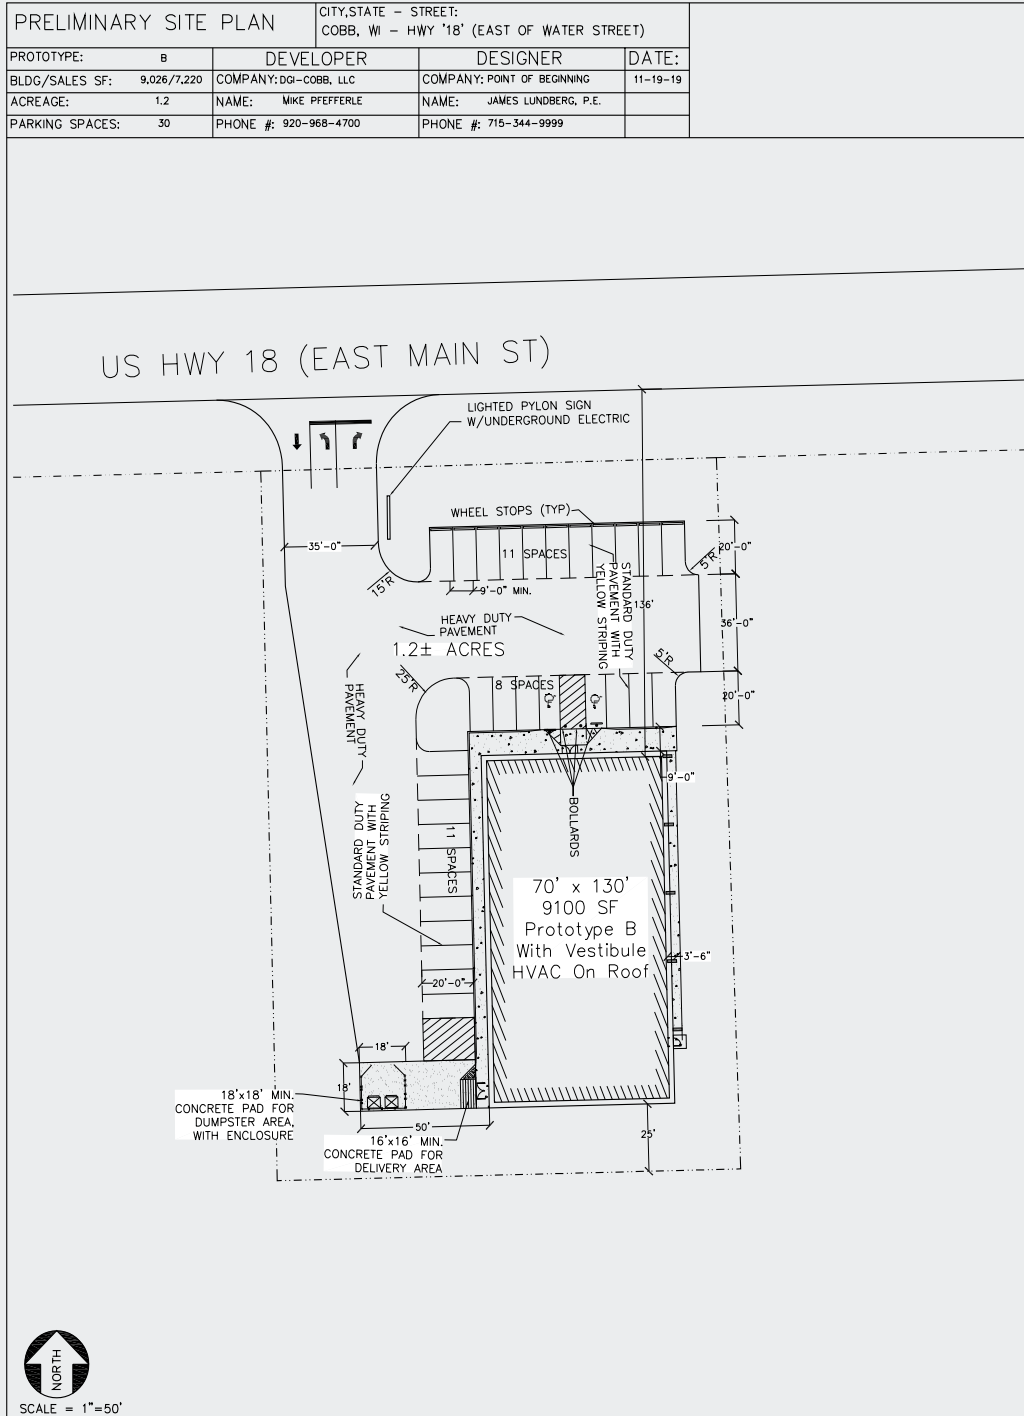 PRELIMINARY SITE PLAN
CITY,STATE - STREET:
COBB, WI - HWY '18' (EAST OF WATER STREET)
PROTOTYPE: B
DEVELOPER
DESIGNER
DATE:
BLDG/SALES SF: 9,026/7,220
COMPANY: DGI-COBB, LLC
COMPANY: POINT OF BEGINNING
11-19-19
ACREAGE: 1.2
NAME: MIKE PFEFFERLE
NAME: JAMES LUNDBERG, P.E.
PARKING SPACES: 30
PHONE #: 920-968-4700
PHONE #: 715-344-9999
US HWY 18 (EAST MAIN ST)
LIGHTED PYLON SIGN
W/UNDERGROUND ELECTRIC
WHEEL STOPS (TYP)
35'-0"
11 SPACES
20'-0"
5'R
15'R
9'-0" MIN.
STANDARD DUTY
PAVEMENT WITH
YELLOW STRIPING
136'
HEAVY DUTY
PAVEMENT
36'-0"
1.2± ACRES
5'R
25'R
8 SPACES
20'-0"
HEAVY DUTY
PAVEMENT
9'-0"
BOLLARDS
STANDARD DUTY
PAVEMENT WITH
YELLOW STRIPING
11 SPACES
70' x 130'
9100 SF
Prototype B
With Vestibule
HVAC On Roof
3'-6"
20'-0"
18'
18'
18'x18' MIN.
CONCRETE PAD FOR
DUMPSTER AREA,
WITH ENCLOSURE
50'
16'x16' MIN.
CONCRETE PAD FOR
DELIVERY AREA
25'
NORTH
SCALE = 1"=50'